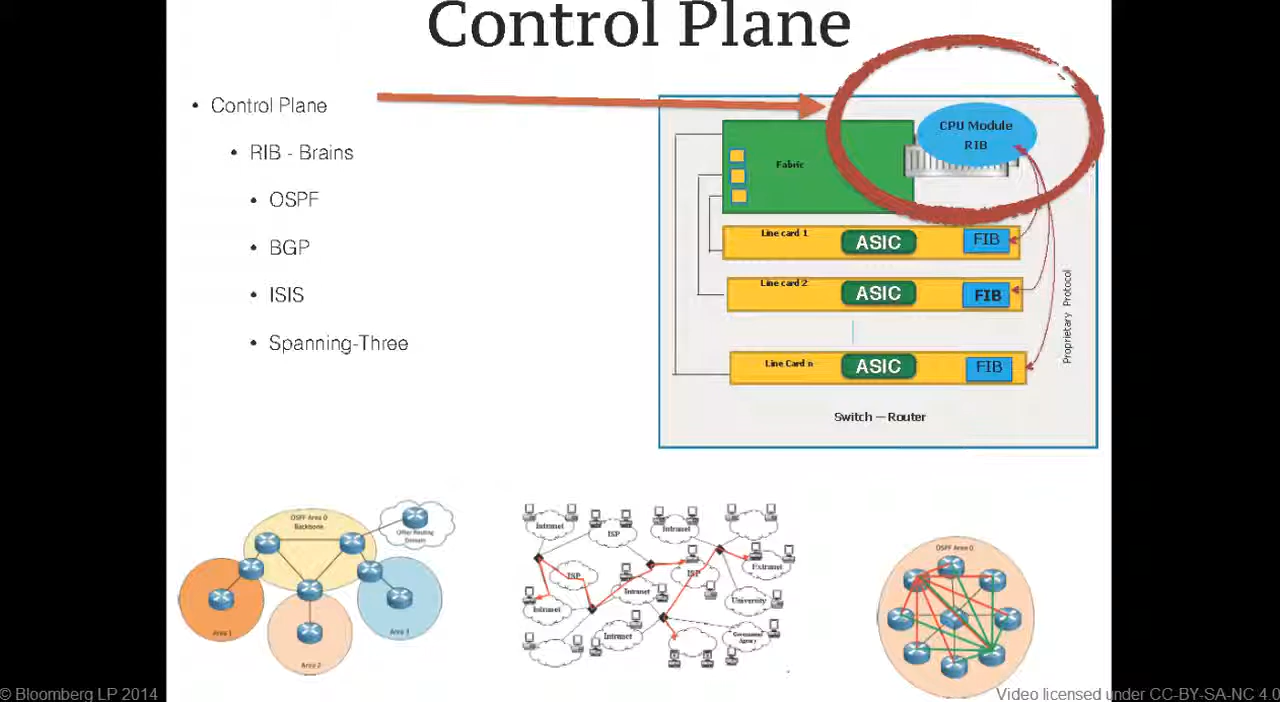 Control Plane
• Control Plane
• RIB - Brains
• OSPF
• BGP
• ISIS
• Spanning-Three
CPU Module
RIB
Fabric
Line card 1
ASIC
FIB
Line card 2
ASIC
FIB
Line Card n
ASIC
FIB
Proprietary Protocol
Switch — Router
OSPF Area 0
Backbone
Other Routing
Domain
Area 1
Area 2
Area 3
Intranet
ISP
Intranet
ISP
ISP
Extranet
Intranet
Intranet
University
Intranet
Government
Agency
OSPF Area 0
© Bloomberg LP 2014
Video licensed under CC-BY-SA-NC 4.0